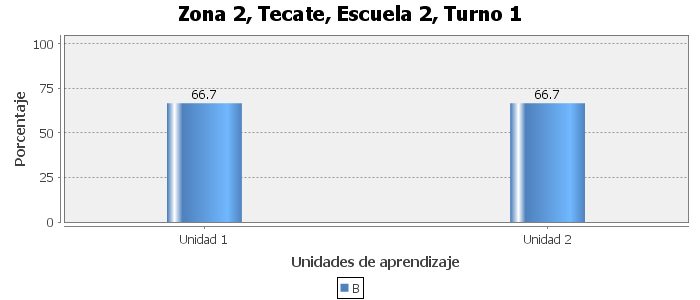 Zona 2, Tecate, Escuela 2, Turno 1
Porcentaje
100
75
50
25
0
66.7
66.7
Unidad 1
Unidad 2
Unidades de aprendizaje
B